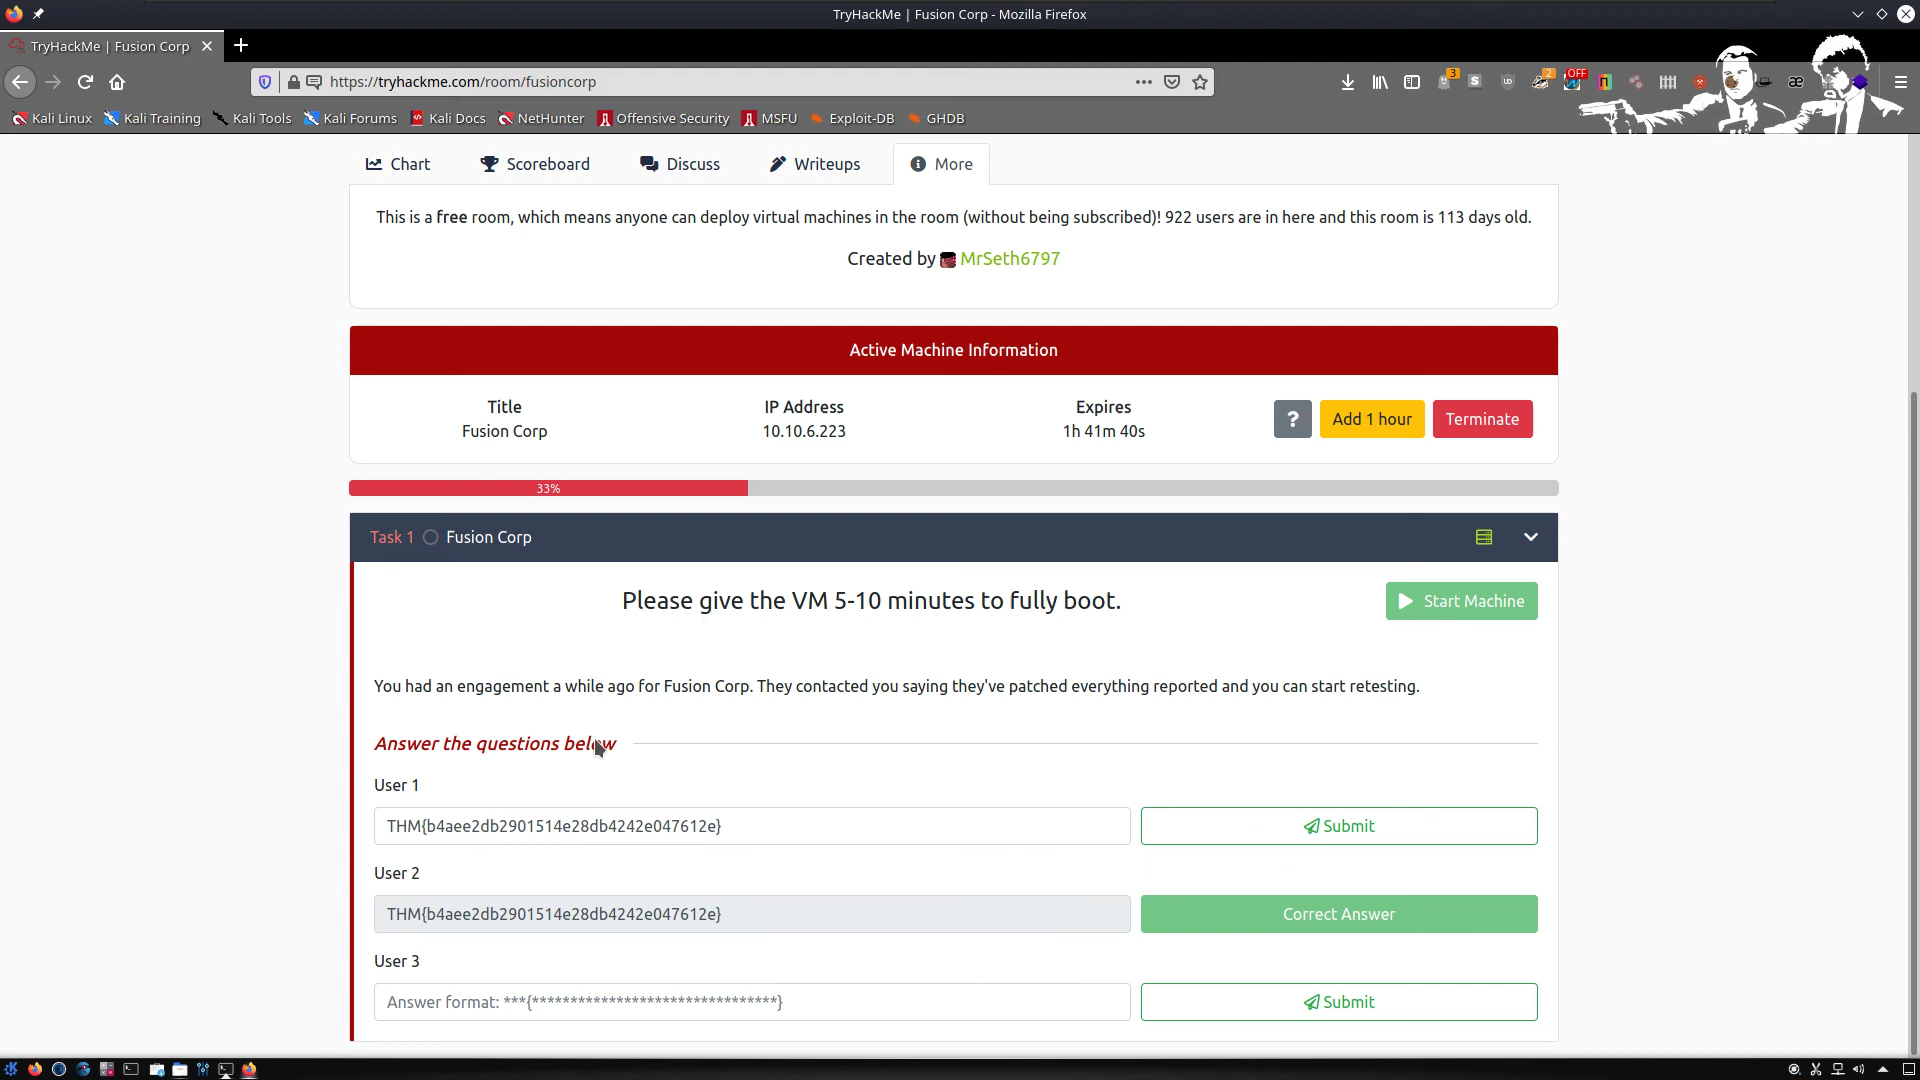 TryHackMe | Fusion Corp - Mozilla Firefox
TryHackMe | Fusion Corp
https://tryhackme.com/room/fusioncorp
3
2
OFF
Kali Linux Kali Training Kali Tools Kali Forums Kali Docs NetHunter Offensive Security MSFU Exploit-DB GHDB
Chart Scoreboard Discuss Writeups More
This is a free room, which means anyone can deploy virtual machines in the room (without being subscribed)! 922 users are in here and this room is 113 days old.
Created by MrSeth6797
Active Machine Information
Title IP Address Expires
Fusion Corp 10.10.6.223 1h 41m 40s
? Add 1 hour Terminate
33%
Task 1 Fusion Corp
Please give the VM 5-10 minutes to fully boot.
Start Machine
You had an engagement a while ago for Fusion Corp. They contacted you saying they've patched everything reported and you can start retesting.
Answer the questions below
User 1
THM{b4aee2db2901514e28db4242e047612e} Submit
User 2
THM{b4aee2db2901514e28db4242e047612e} Correct Answer
User 3
Answer format: ***{********************************} Submit